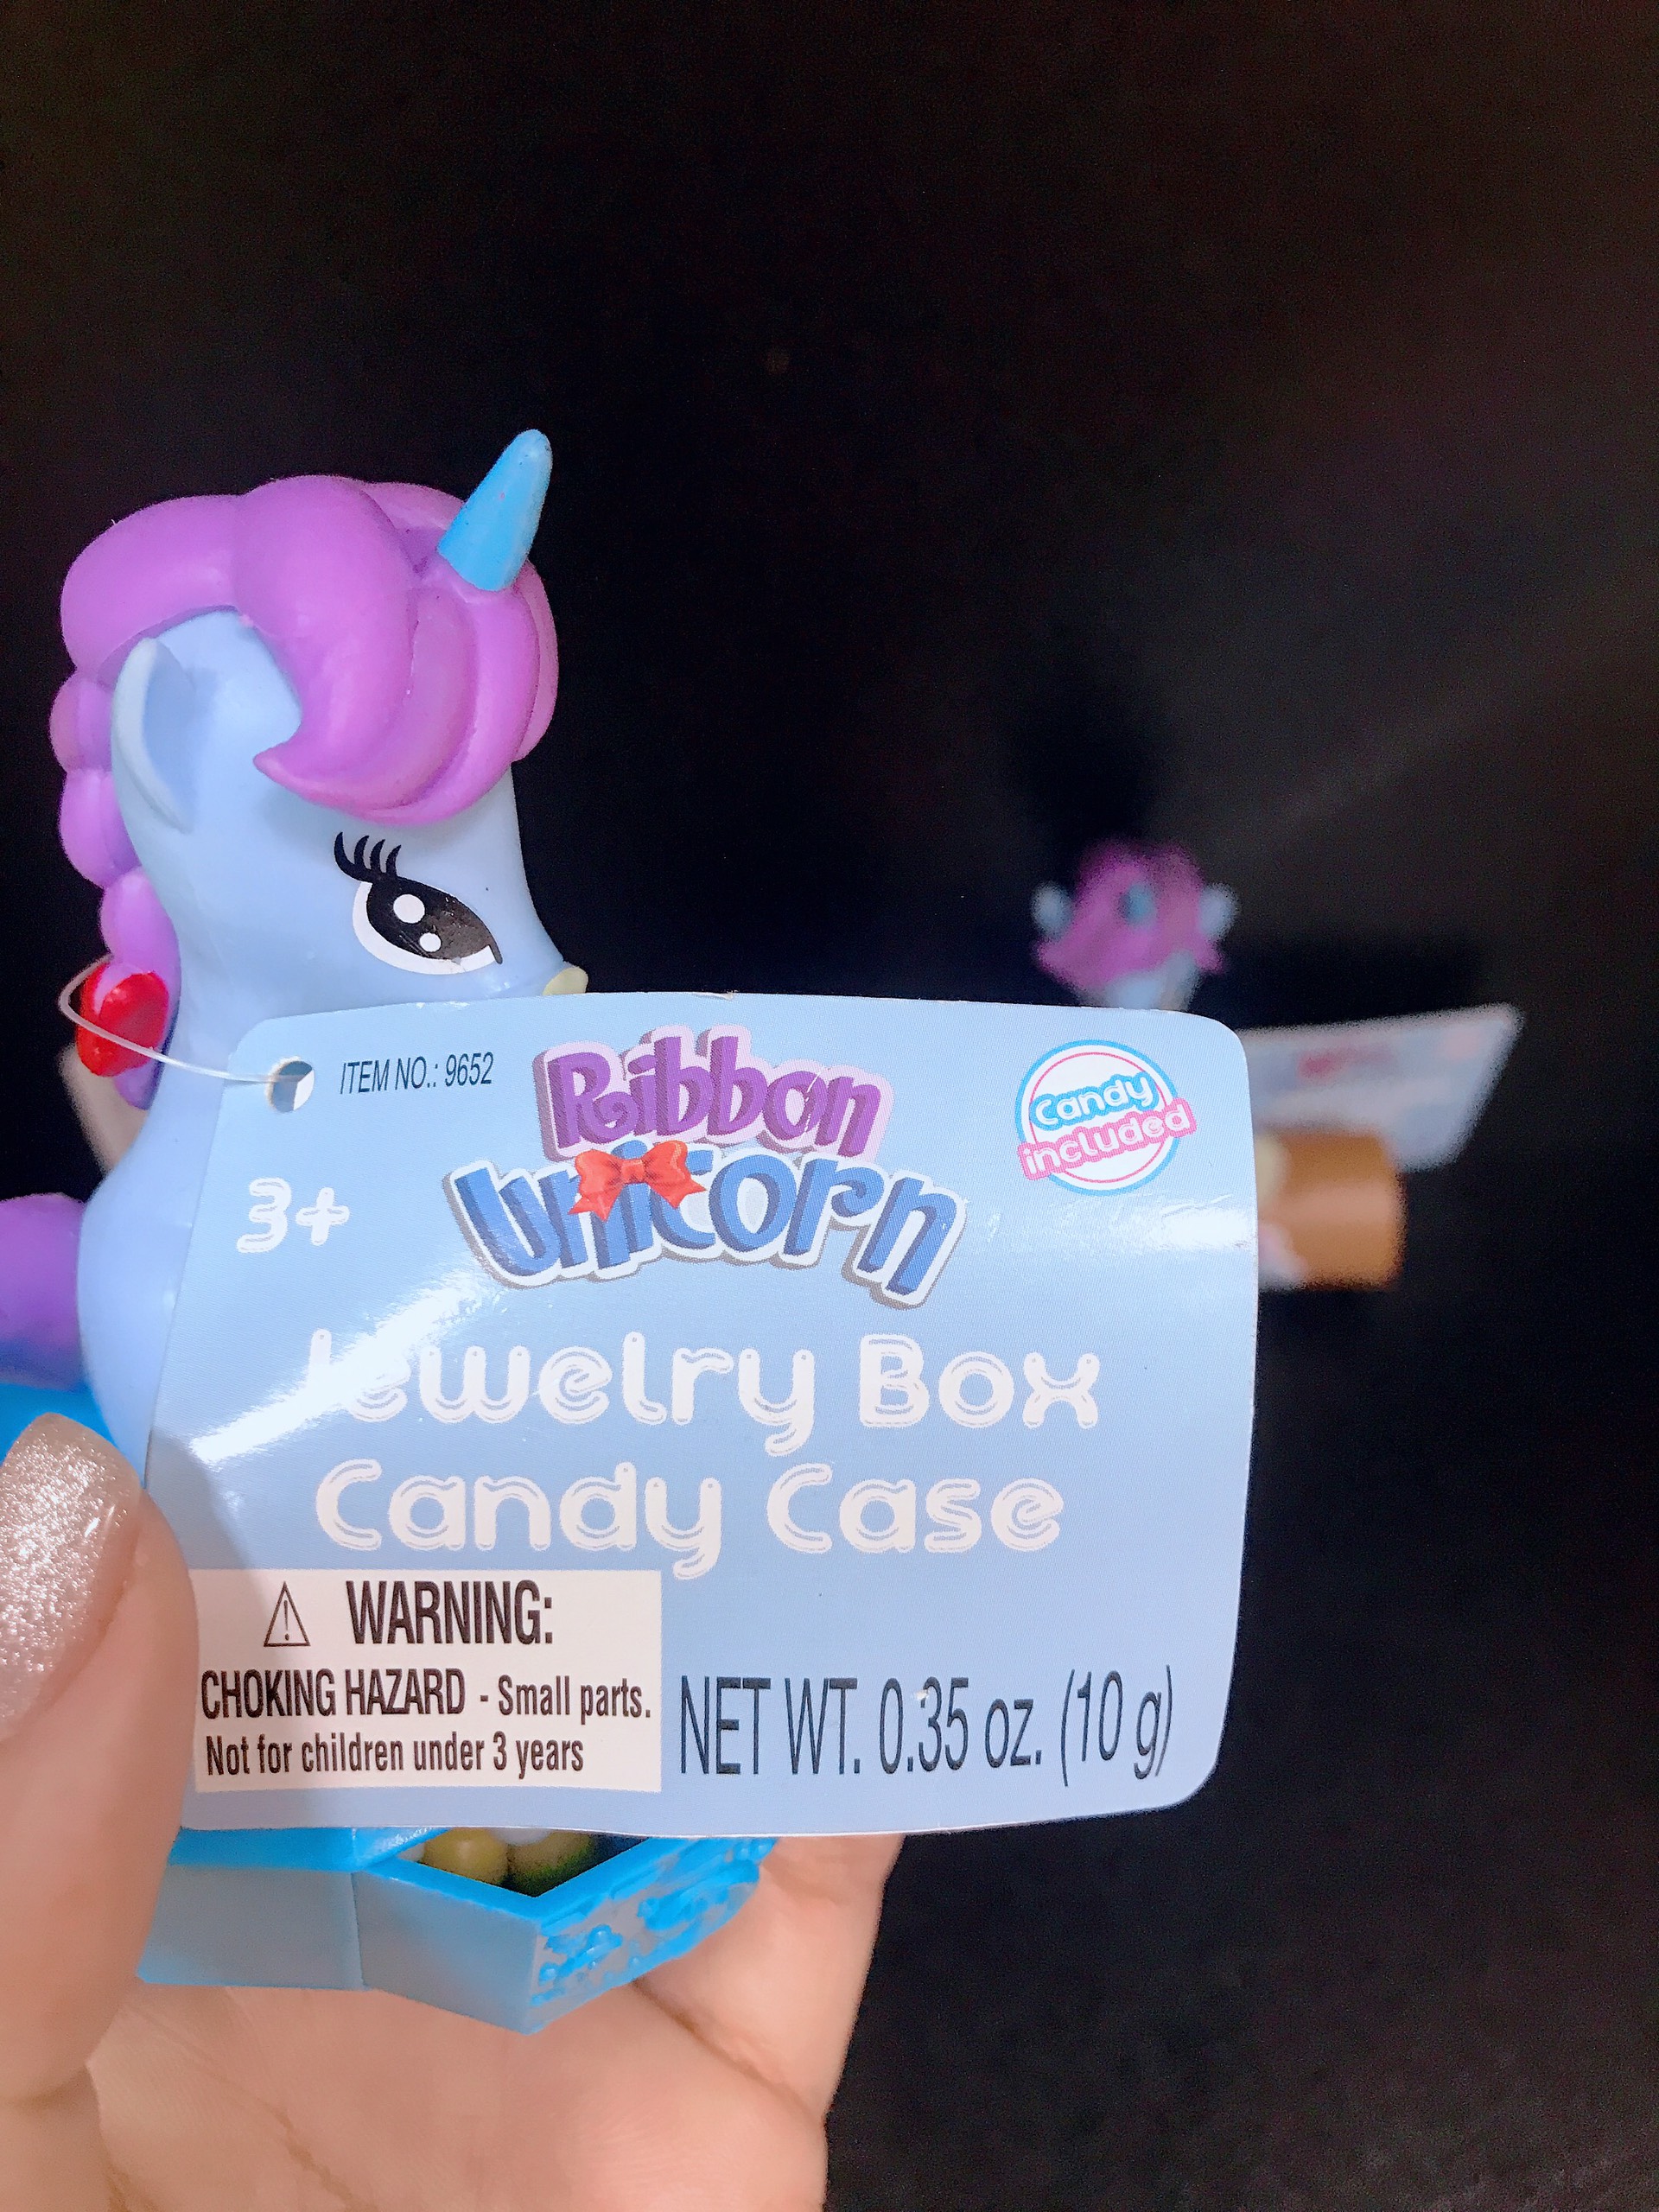 ITEM NO.: 9652
Ribbon
Unicorn
Candy
included
3+
Jewelry Box
Candy Case
WARNING:
CHOKING HAZARD - Small parts.
Not for children under 3 years
NET WT. 0.35 oz. (10 g)